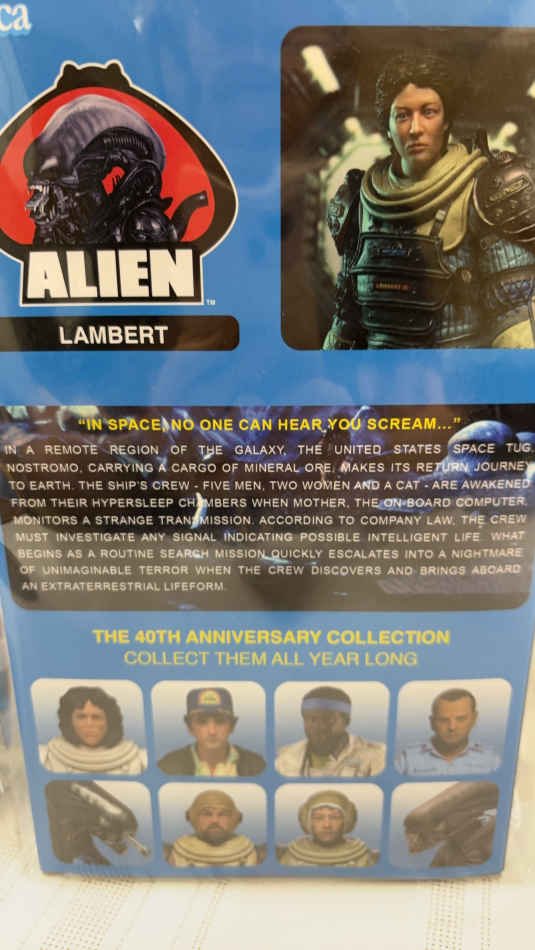 ca
ALIEN
TM
LAMBERT
"IN SPACE, NO ONE CAN HEAR YOU SCREAM..."
IN A REMOTE REGION OF THE GALAXY, THE UNITED STATES SPACE TUG,
NOSTROMO, CARRYING A CARGO OF MINERAL ORE, MAKES ITS RETURN JOURNEY
TO EARTH. THE SHIP'S CREW - FIVE MEN, TWO WOMEN AND A CAT - ARE AWAKENED
FROM THEIR HYPERSLEEP CHAMBERS WHEN MOTHER, THE ON-BOARD COMPUTER,
MONITORS A STRANGE TRANSMISSION. ACCORDING TO COMPANY LAW, THE CREW
MUST INVESTIGATE ANY SIGNAL INDICATING POSSIBLE INTELLIGENT LIFE. WHAT
BEGINS AS A ROUTINE SEARCH MISSION QUICKLY ESCALATES INTO A NIGHTMARE
OF UNIMAGINABLE TERROR WHEN THE CREW DISCOVERS AND BRINGS ABOARD
AN EXTRATERRESTRIAL LIFEFORM.
THE 40TH ANNIVERSARY COLLECTION
COLLECT THEM ALL YEAR LONG